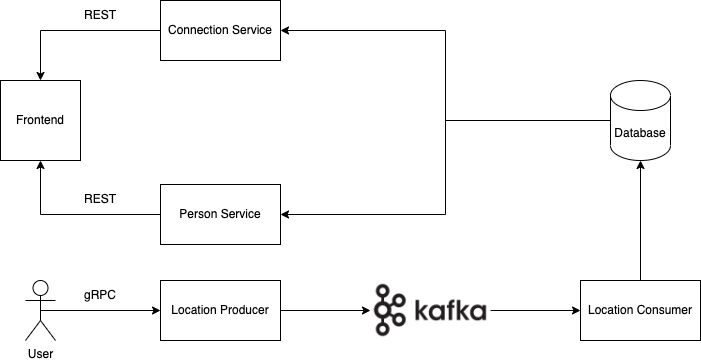 REST
Connection Service
Frontend
Database
REST
Person Service
gRPC
Location Producer
kafka
Location Consumer
User